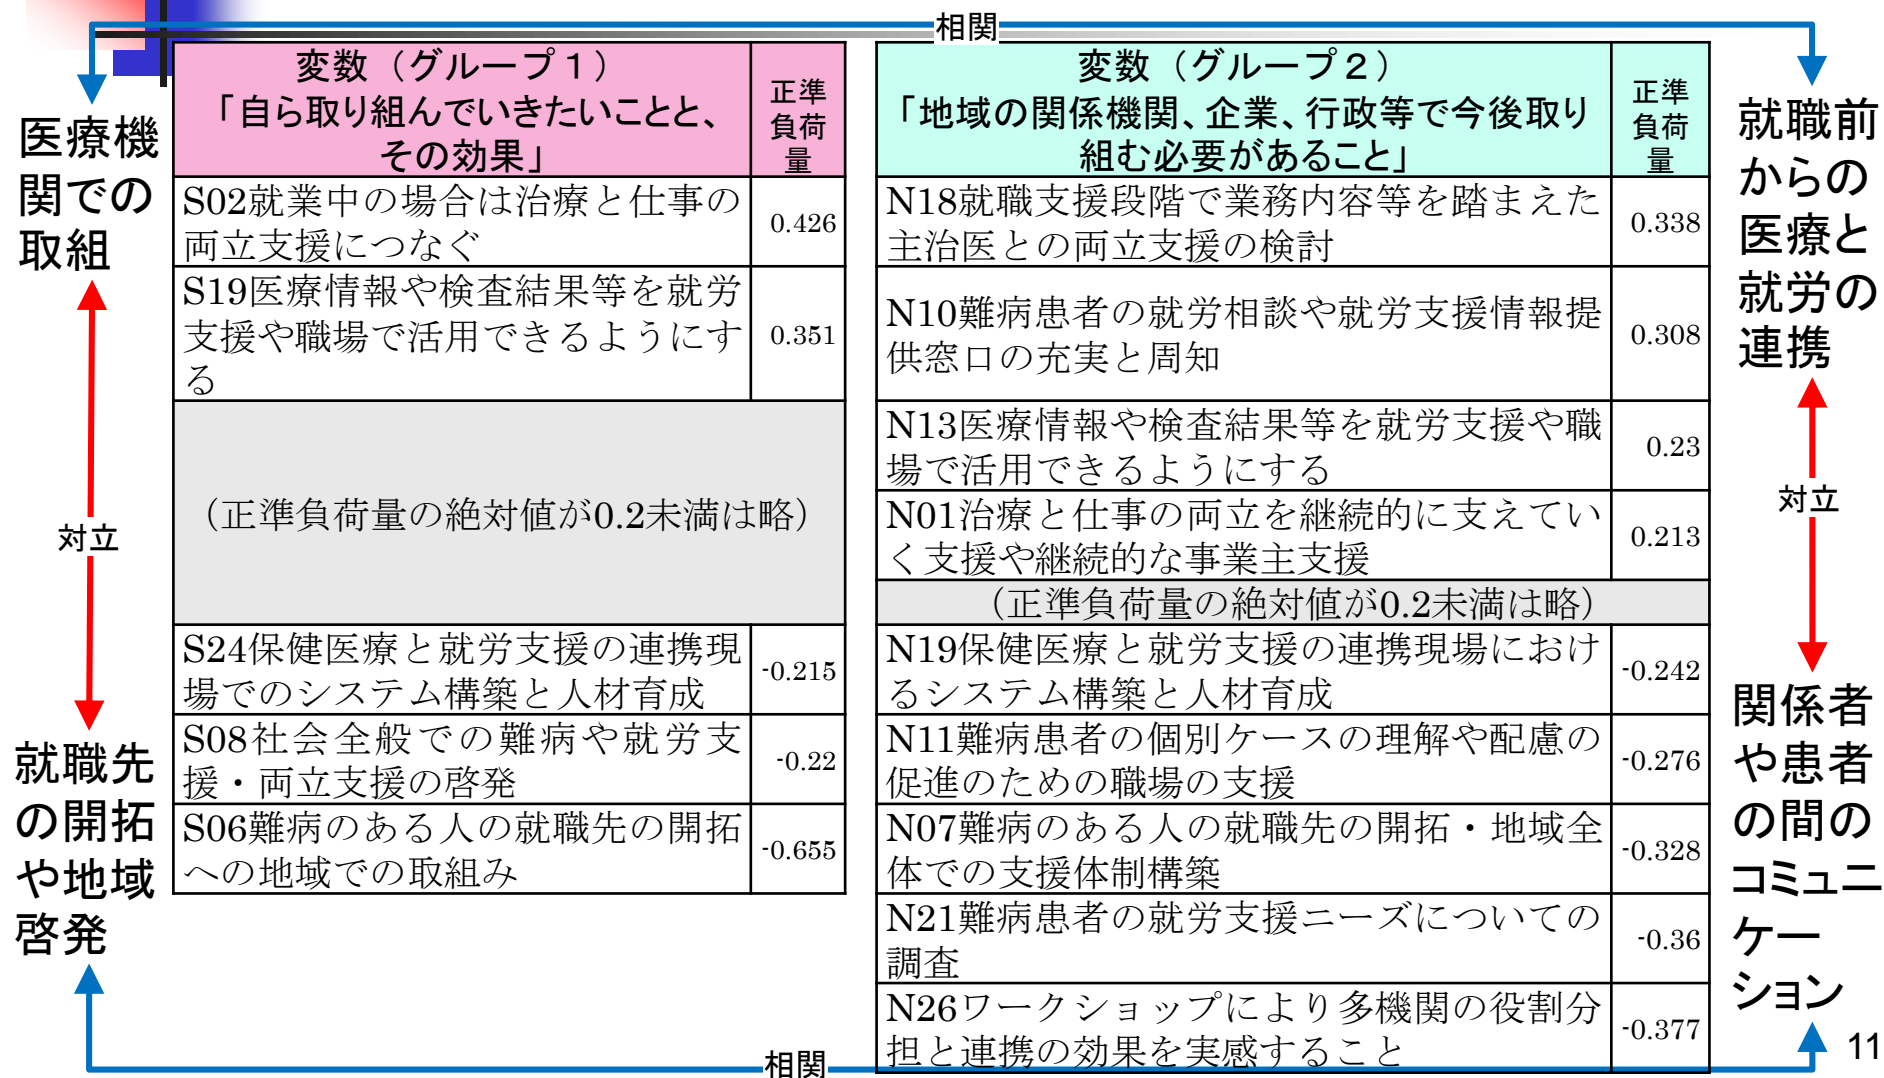 相関
医療機
関での
取組
対立
就職先
の開拓
や地域
啓発
変数（グループ１）
「自ら取り組んでいきたいことと、
その効果」
正準
負荷
量
S02就業中の場合は治療と仕事の
両立支援につなぐ
0.426
S19医療情報や検査結果等を就労
支援や職場で活用できるようにす
る
0.351
（正準負荷量の絶対値が0.2未満は略）
S24保健医療と就労支援の連携現
場でのシステム構築と人材育成
-0.215
S08社会全般での難病や就労支
援・両立支援の啓発
-0.22
S06難病のある人の就職先の開拓
への地域での取組み
-0.655
変数（グループ２）
「地域の関係機関、企業、行政等で今後取り
組む必要があること」
正準
負荷
量
N18就職支援段階で業務内容等を踏まえた
主治医との両立支援の検討
0.338
N10難病患者の就労相談や就労支援情報提
供窓口の充実と周知
0.308
N13医療情報や検査結果等を就労支援や職
場で活用できるようにする
0.23
N01治療と仕事の両立を継続的に支えてい
く支援や継続的な事業主支援
0.213
（正準負荷量の絶対値が0.2未満は略）
N19保健医療と就労支援の連携現場におけ
るシステム構築と人材育成
-0.242
N11難病患者の個別ケースの理解や配慮の
促進のための職場の支援
-0.276
N07難病のある人の就職先の開拓・地域全
体での支援体制構築
-0.328
N21難病患者の就労支援ニーズについての
調査
-0.36
N26ワークショップにより多機関の役割分
担と連携の効果を実感すること
-0.377
就職前
からの
医療と
就労の
連携
対立
関係者
や患者
の間の
コミュニ
ケー
ション
相関
11